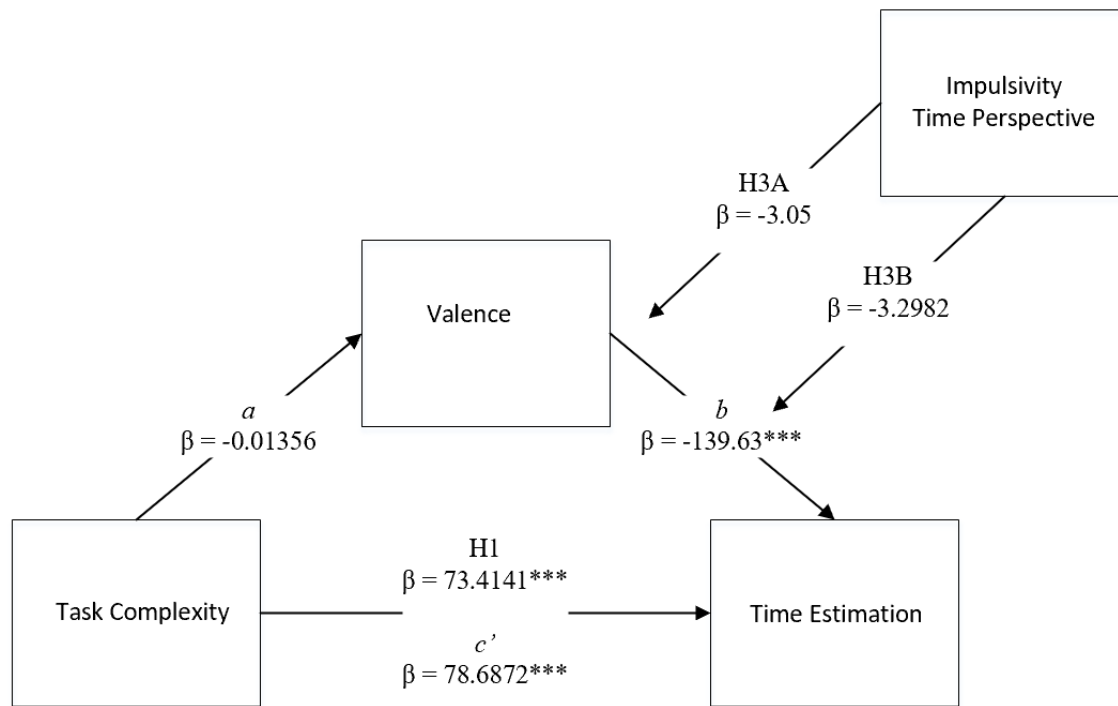 Impulsivity
Time Perspective
H3A
β = -3.05
H3B
β = -3.2982
Valence
a
β = -0.01356
b
β = -139.63***
Task Complexity
H1
β = 73.4141***
c’
β = 78.6872***
Time Estimation